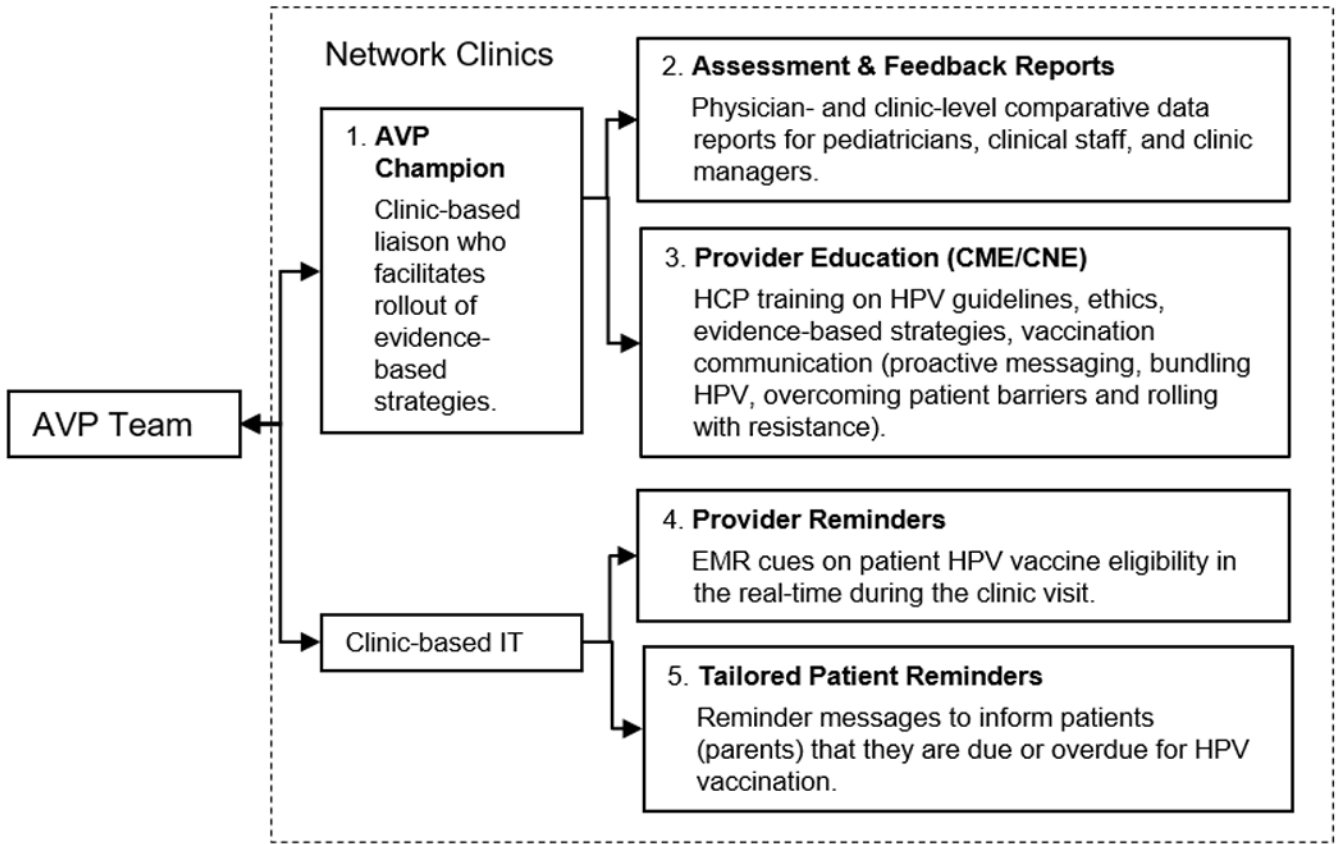 Network Clinics
1. AVP
Champion
Clinic-based
liaison who
facilitates
rollout of
evidence-
based
strategies.
2. Assessment & Feedback Reports
Physician- and clinic-level comparative data
reports for pediatricians, clinical staff, and clinic
managers.
3. Provider Education (CME/CNE)
HCP training on HPV guidelines, ethics,
evidence-based strategies, vaccination
communication (proactive messaging, bundling
HPV, overcoming patient barriers and rolling
with resistance).
AVP Team
Clinic-based IT
4. Provider Reminders
EMR cues on patient HPV vaccine eligibility in
the real-time during the clinic visit.
5. Tailored Patient Reminders
Reminder messages to inform patients
(parents) that they are due or overdue for HPV
vaccination.